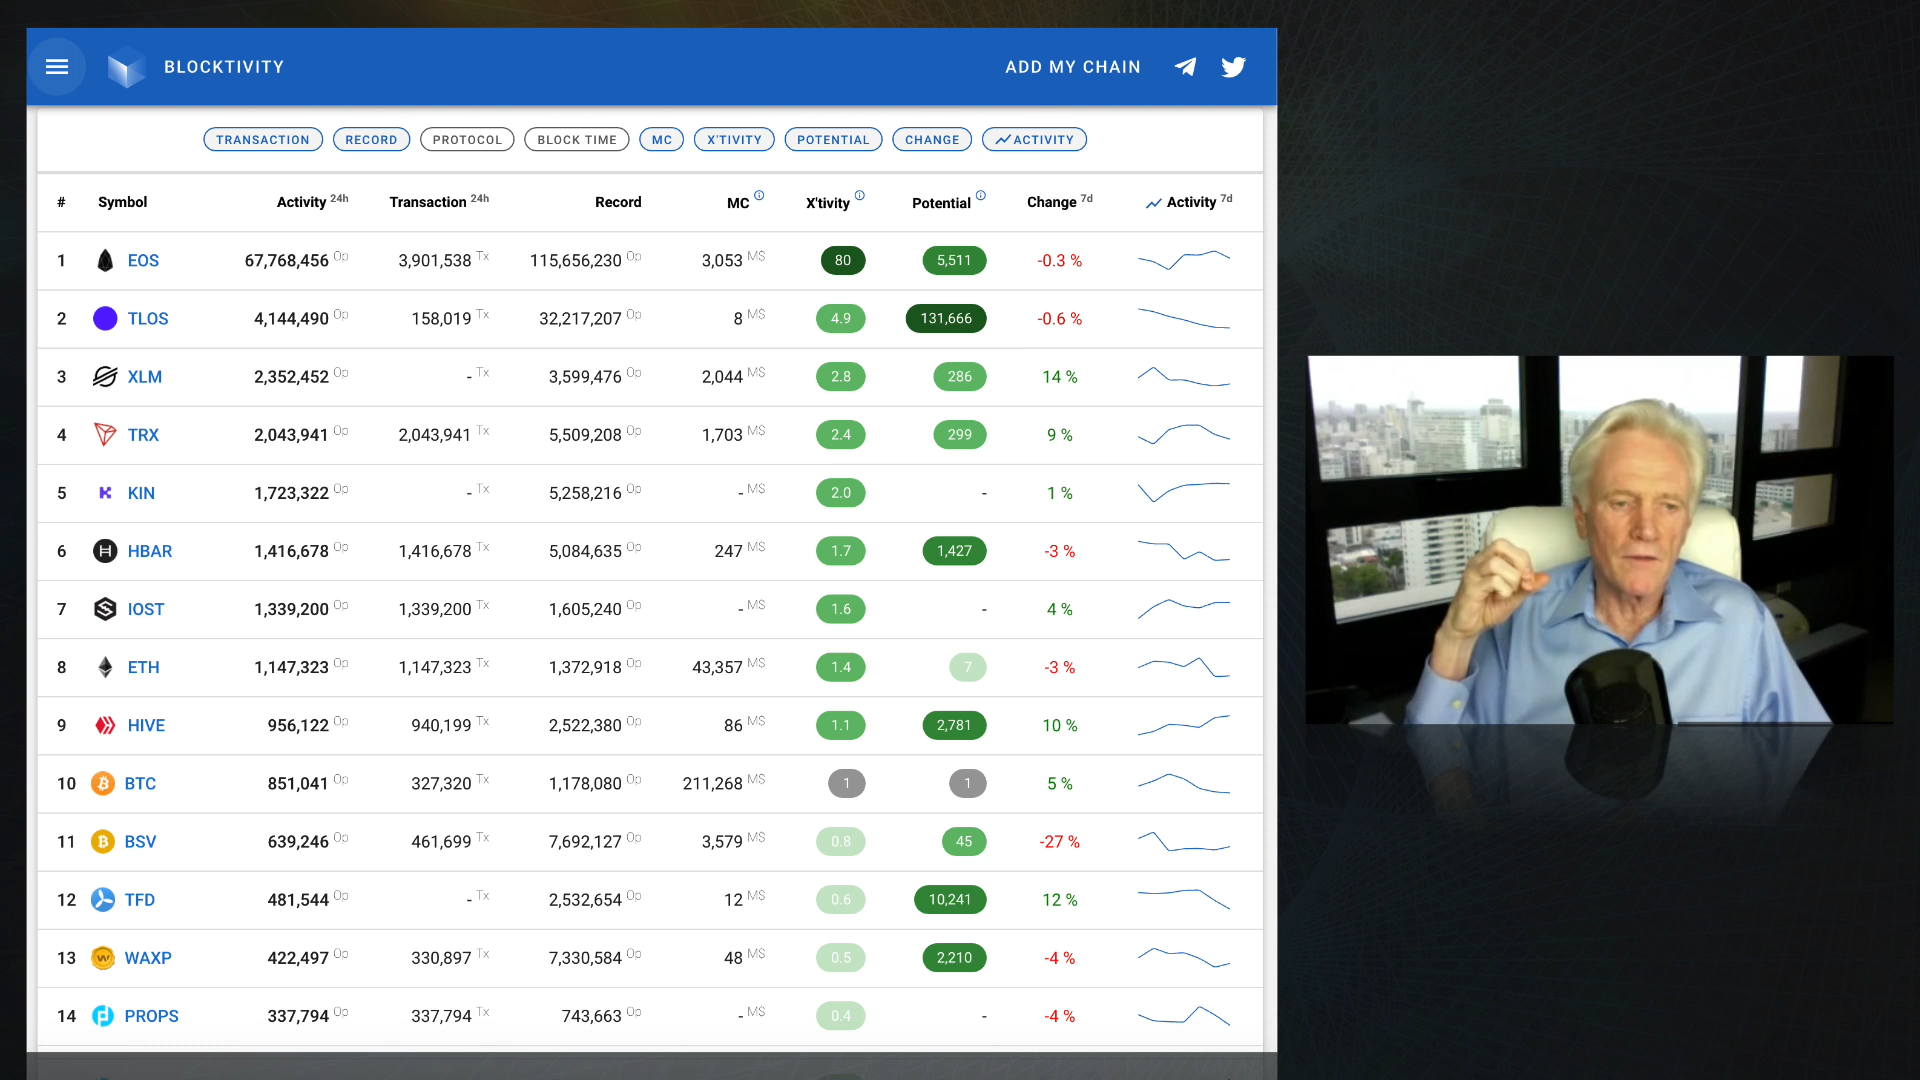 BLOCKTIVITY ADD MY CHAIN
TRANSACTION RECORD PROTOCOL BLOCK TIME MC X'TIVITY POTENTIAL CHANGE ACTIVITY
# Symbol Activity 24h Transaction 24h Record MC X'tivity Potential Change 7d Activity 7d
1 EOS 67,768,456 Op 3,901,538 Tx 115,656,230 Op 3,053 M$ 80 5,511 -0.3 %
2 TLOS 4,144,490 Op 158,019 Tx 32,217,207 Op 8 M$ 4.9 131,666 -0.6 %
3 XLM 2,352,452 Op - Tx 3,599,476 Op 2,044 M$ 2.8 286 14 %
4 TRX 2,043,941 Op 2,043,941 Tx 5,509,208 Op 1,703 M$ 2.4 299 9 %
5 KIN 1,723,322 Op - Tx 5,258,216 Op - M$ 2.0 - 1 %
6 HBAR 1,416,678 Op 1,416,678 Tx 5,084,635 Op 247 M$ 1.7 1,427 -3 %
7 IOST 1,339,200 Op 1,339,200 Tx 1,605,240 Op - M$ 1.6 - 4 %
8 ETH 1,147,323 Op 1,147,323 Tx 1,372,918 Op 43,357 M$ 1.4 7 -3 %
9 HIVE 956,122 Op 940,199 Tx 2,522,380 Op 86 M$ 1.1 2,781 10 %
10 BTC 851,041 Op 327,320 Tx 1,178,080 Op 211,268 M$ 1 1 5 %
11 BSV 639,246 Op 461,699 Tx 7,692,127 Op 3,579 M$ 0.8 45 -27 %
12 TFD 481,544 Op - Tx 2,532,654 Op 12 M$ 0.6 10,241 12 %
13 WAXP 422,497 Op 330,897 Tx 7,330,584 Op 48 M$ 0.5 2,210 -4 %
14 PROPS 337,794 Op 337,794 Tx 743,663 Op - M$ 0.4 - -4 %